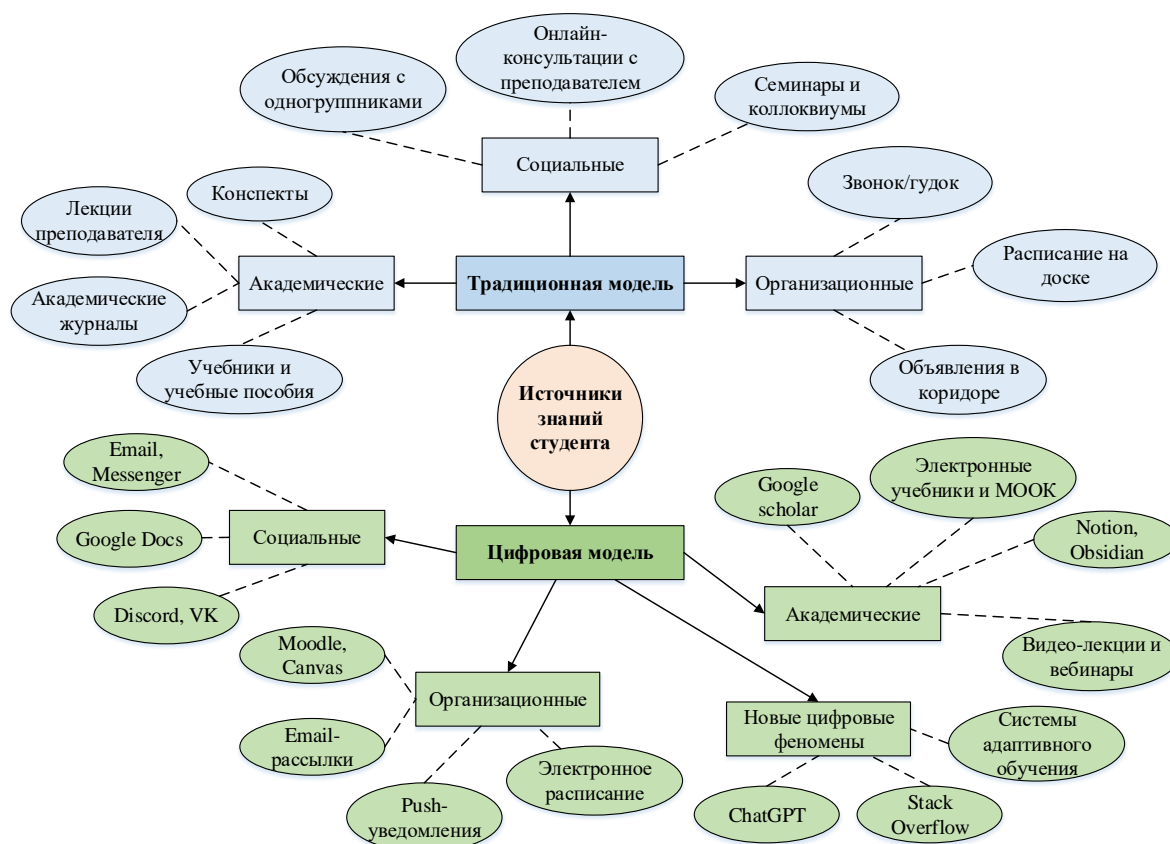 Онлайн-
консультации с
преподавателем
Обсуждения с
одногруппниками
Семинары и
коллоквиумы
Социальные
Звонок/гудок
Конспекты
Лекции
преподавателя
Расписание на
доске
Академические
Традиционная модель
Организационные
Академические
журналы
Учебники и
учебные пособия
Объявления в
коридоре
Источники
знаний
студента
Email,
Messenger
Google
scholar
Электронные
учебники и МООК
Google Docs
Социальные
Цифровая модель
Notion,
Obsidian
Discord, VK
Академические
Видео-лекции и
вебинары
Moodle,
Canvas
Организационные
Новые цифровые
феномены
Системы
адаптивного
обучения
Email-
рассылки
Электронное
расписание
Push-
уведомления
ChatGPT
Stack
Overflow